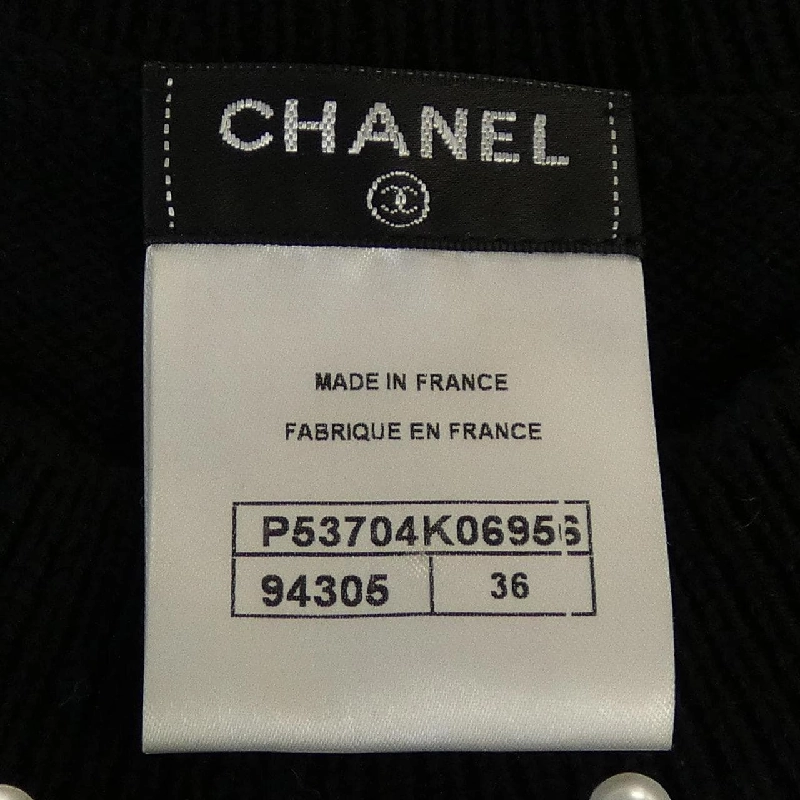 CHANEL
MADE IN FRANCE
FABRIQUE EN FRANCE
P53704K06956
94305 36